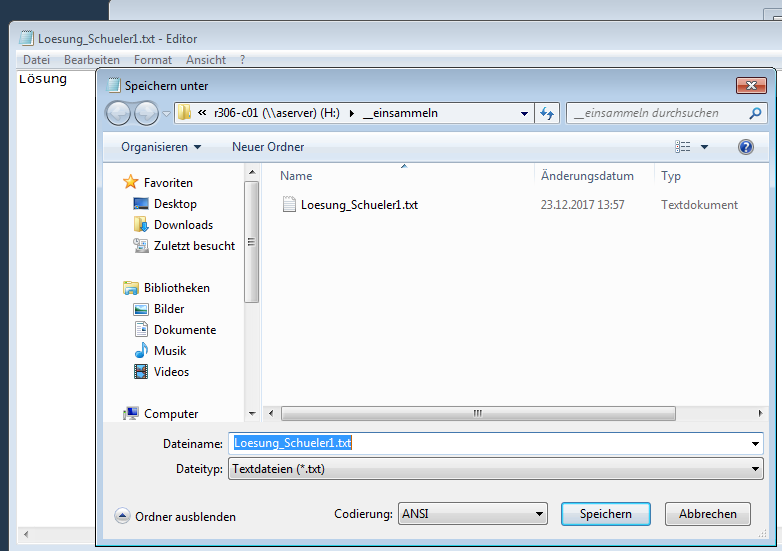 Loesung_Schueler1.txt - Editor
Datei Bearbeiten Format Ansicht ?
Lösung
Speichern unter
« r306-c01 (\\aserver) (H:) __einsammeln
__einsammeln durchsuchen
Organisieren Neuer Ordner
Name Änderungsdatum Typ
Loesung_Schueler1.txt 23.12.2017 13:57 Textdokument
Favoriten
Desktop
Downloads
Zuletzt besucht
Bibliotheken
Bilder
Dokumente
Musik
Videos
Computer
Dateiname: Loesung_Schueler1.txt
Dateityp: Textdateien (*.txt)
Ordner ausblenden Codierung: ANSI Speichern Abbrechen